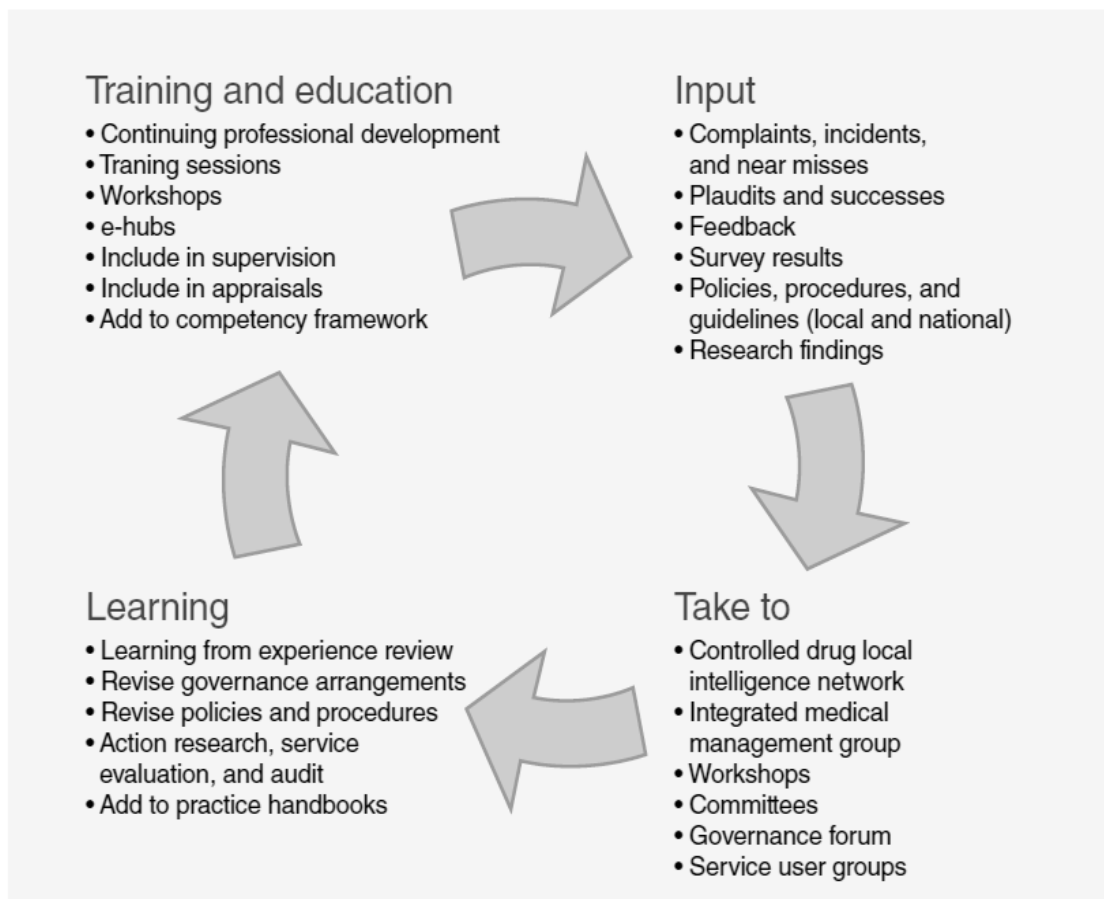 Training and education
• Continuing professional development
• Traning sessions
• Workshops
• e-hubs
• Include in supervision
• Include in appraisals
• Add to competency framework
Input
• Complaints, incidents,
and near misses
• Plaudits and successes
• Feedback
• Survey results
• Policies, procedures, and
guidelines (local and national)
• Research findings
Learning
• Learning from experience review
• Revise governance arrangements
• Revise policies and procedures
• Action research, service
evaluation, and audit
• Add to practice handbooks
Take to
• Controlled drug local
intelligence network
• Integrated medical
management group
• Workshops
• Committees
• Governance forum
• Service user groups